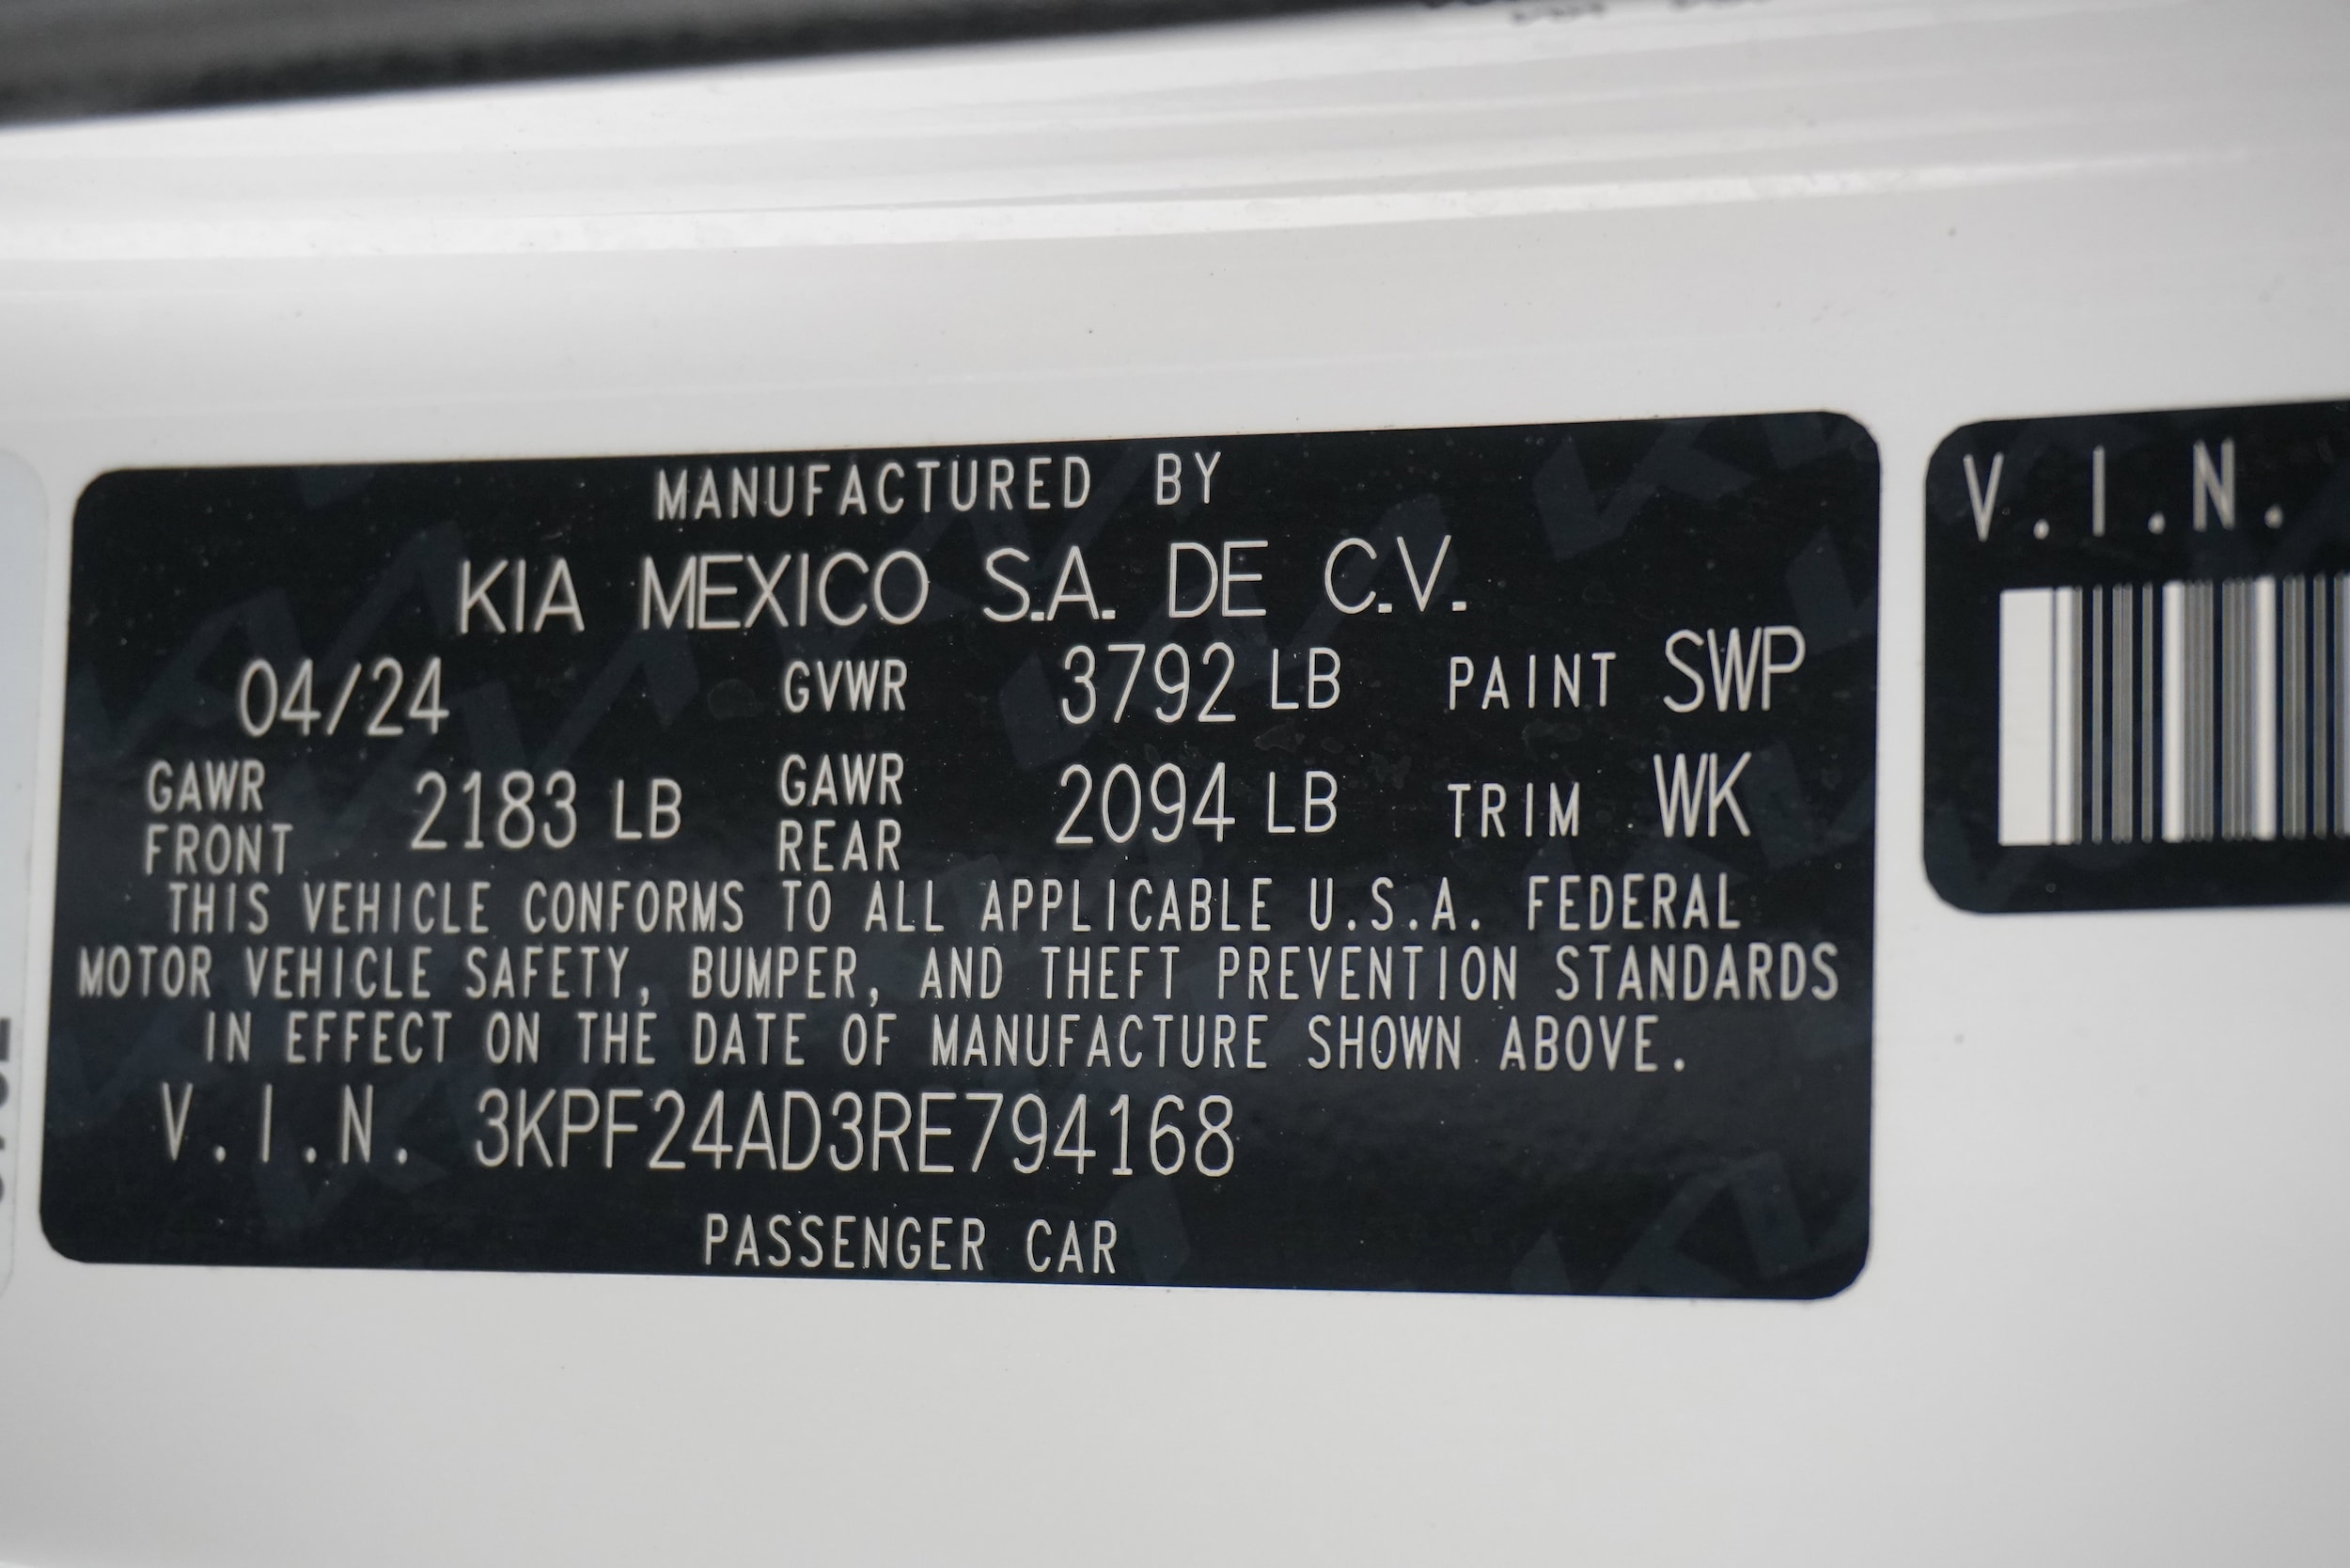 MANUFACTURED BY
KIA MEXICO S.A. DE C.V.
04/24 GVWR 3792 LB PAINT SWP
GAWR FRONT 2183 LB GAWR REAR 2094 LB TRIM WK
THIS VEHICLE CONFORMS TO ALL APPLICABLE U.S.A. FEDERAL
MOTOR VEHICLE SAFETY, BUMPER, AND THEFT PREVENTION STANDARDS
IN EFFECT ON THE DATE OF MANUFACTURE SHOWN ABOVE.
V.I.N. 3KPF24AD3RE794168
PASSENGER CAR
V.I.N.